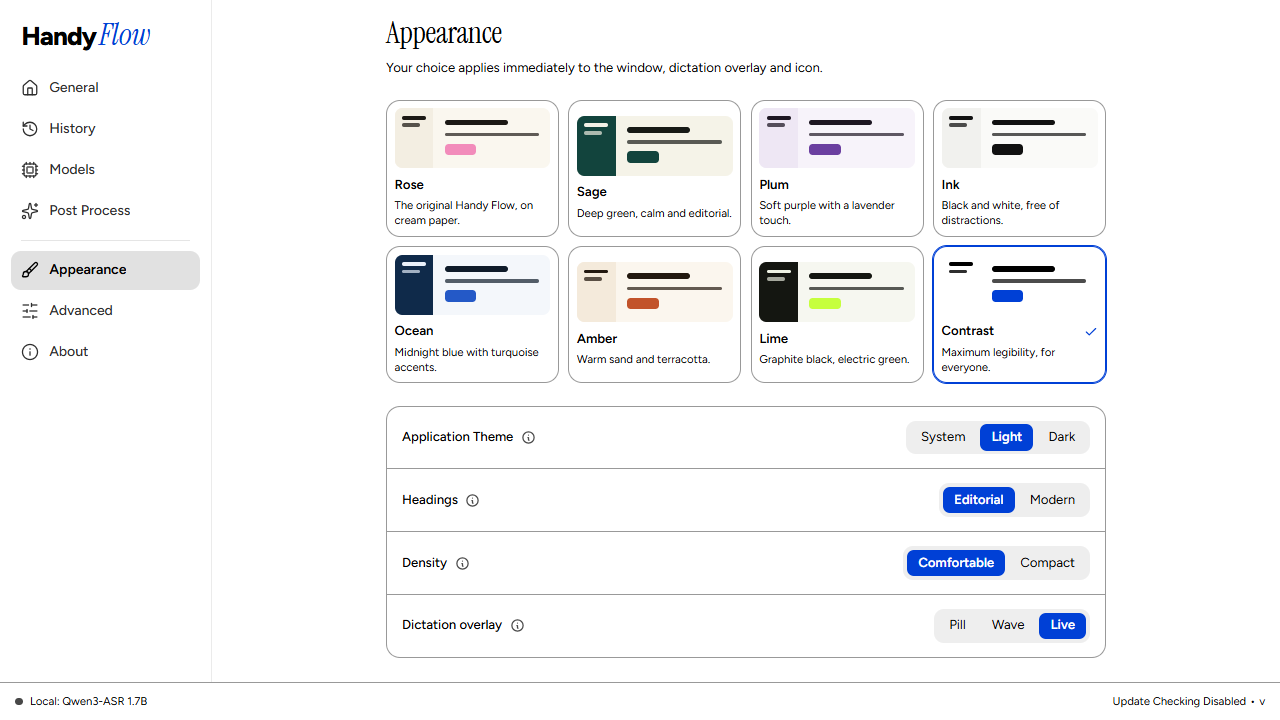 Handy Flow
General
History
Models
Post Process
Appearance
Advanced
About
Appearance
Your choice applies immediately to the window, dictation overlay and icon.
Rose
The original Handy Flow, on
cream paper.
Sage
Deep green, calm and editorial.
Plum
Soft purple with a lavender
touch.
Ink
Black and white, free of
distractions.
Ocean
Midnight blue with turquoise
accents.
Amber
Warm sand and terracotta.
Lime
Graphite black, electric green.
Contrast
Maximum legibility, for
everyone.
Application Theme
System Light Dark
Headings
Editorial Modern
Density
Comfortable Compact
Dictation overlay
Pill Wave Live
Local: Qwen3-ASR 1.7B
Update Checking Disabled • v